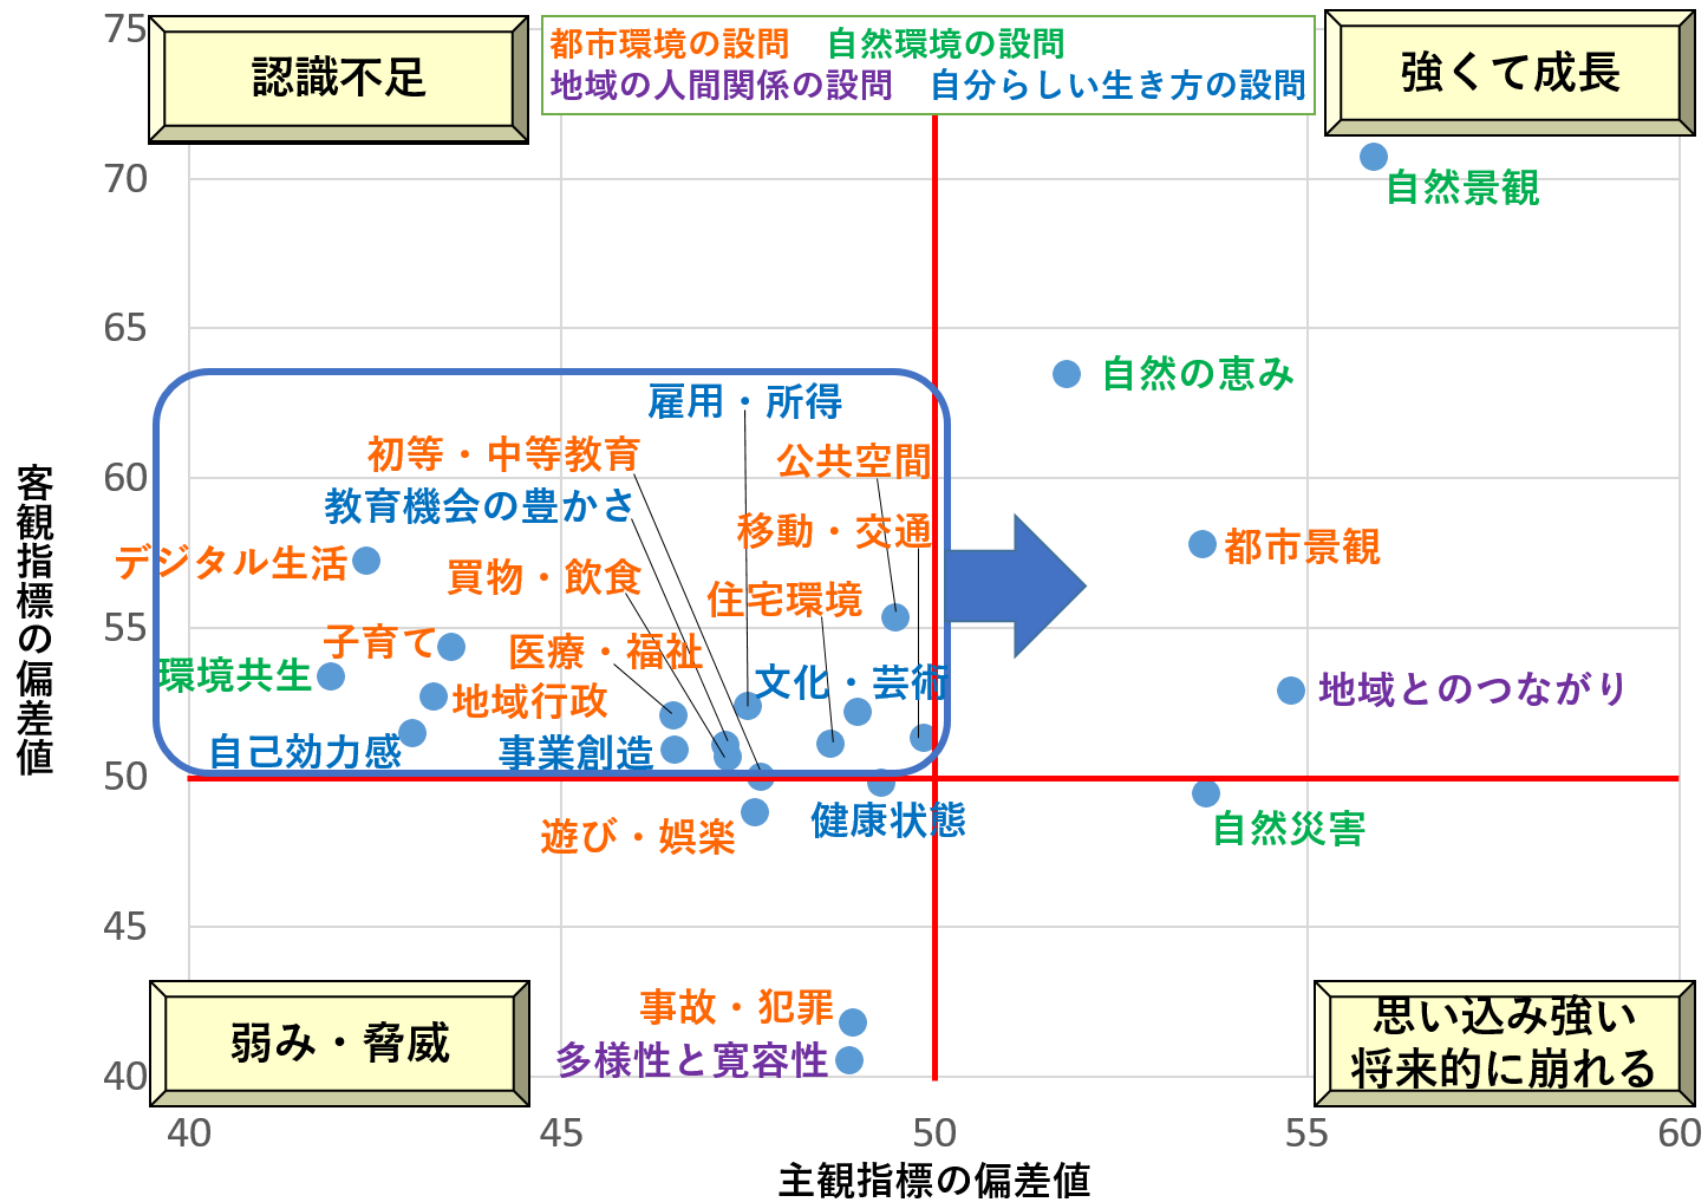 75
認識不足
都市環境の設問 自然環境の設問
地域の人間関係の設問 自分らしい生き方の設問
強くて成長
70
自然景観
65
自然の恵み
雇用・所得
初等・中等教育
公共空間
60
教育機会の豊かさ
移動・交通
都市景観
デジタル生活
買物・飲食
住宅環境
55
子育て
医療・福祉
環境共生
文化・芸術
地域とのつながり
地域行政
自己効力感
事業創造
50
遊び・娯楽
健康状態
自然災害
45
事故・犯罪
多様性と寛容性
弱み・脅威
思い込み強い
将来的に崩れる
40
40 45 50 55 60
主観指標の偏差値
客観指標の偏差値